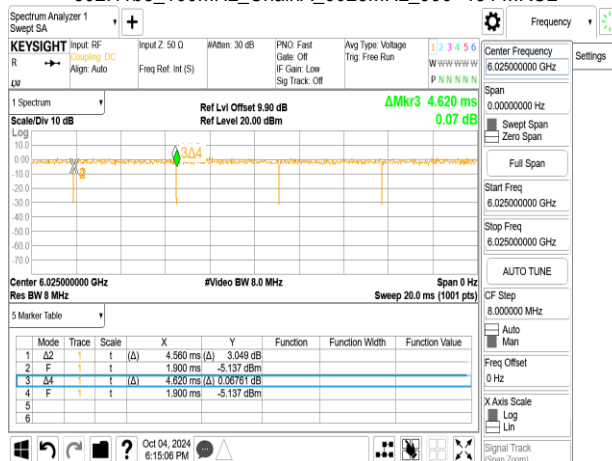 Spectrum Analyzer 1
Swept SA
Frequency
Settings
KEYSIGHT
R
Input: RF
Coupling: DC
Align: Auto
Input Z: 50 Ω
Freq Ref: Int (S)
#Atten: 30 dB
PNO: Fast
Gate: Off
IF Gain: Low
Sig Track: Off
Avg Type: Voltage
Trig: Free Run
1 2 3 4 5 6
W W W W W W
P N N N N N
1 Spectrum
Scale/Div 10 dB
Ref Lvl Offset 9.90 dB
Ref Level 20.00 dBm
ΔMkr3 4.620 ms
0.07 dB
Log
10.0
0.00
-10.0
-20.0
-30.0
-40.0
-50.0
-60.0
-70.0
3Δ4
Center 6.025000000 GHz
Res BW 8 MHz
#Video BW 8.0 MHz
Span 0 Hz
Sweep 20.0 ms (1001 pts)
5 Marker Table
Mode Trace Scale X Y Function Function Width Function Value
1 Δ2 1 t (Δ) 4.560 ms (Δ) 3.049 dB
2 F 1 t 1.900 ms -5.137 dBm
3 Δ4 1 t (Δ) 4.620 ms (Δ) 0.06761 dB
4 F 1 t 1.900 ms -5.137 dBm
5
6
Oct 04, 2024
6:15:06 PM
Center Frequency
6.025000000 GHz
Span
0.00000000 Hz
Swept Span
Zero Span
Full Span
Start Freq
6.025000000 GHz
Stop Freq
6.025000000 GHz
AUTO TUNE
CF Step
8.000000 MHz
Auto
Man
Freq Offset
0 Hz
X Axis Scale
Log
Lin
Signal Track
(Span Zoom)